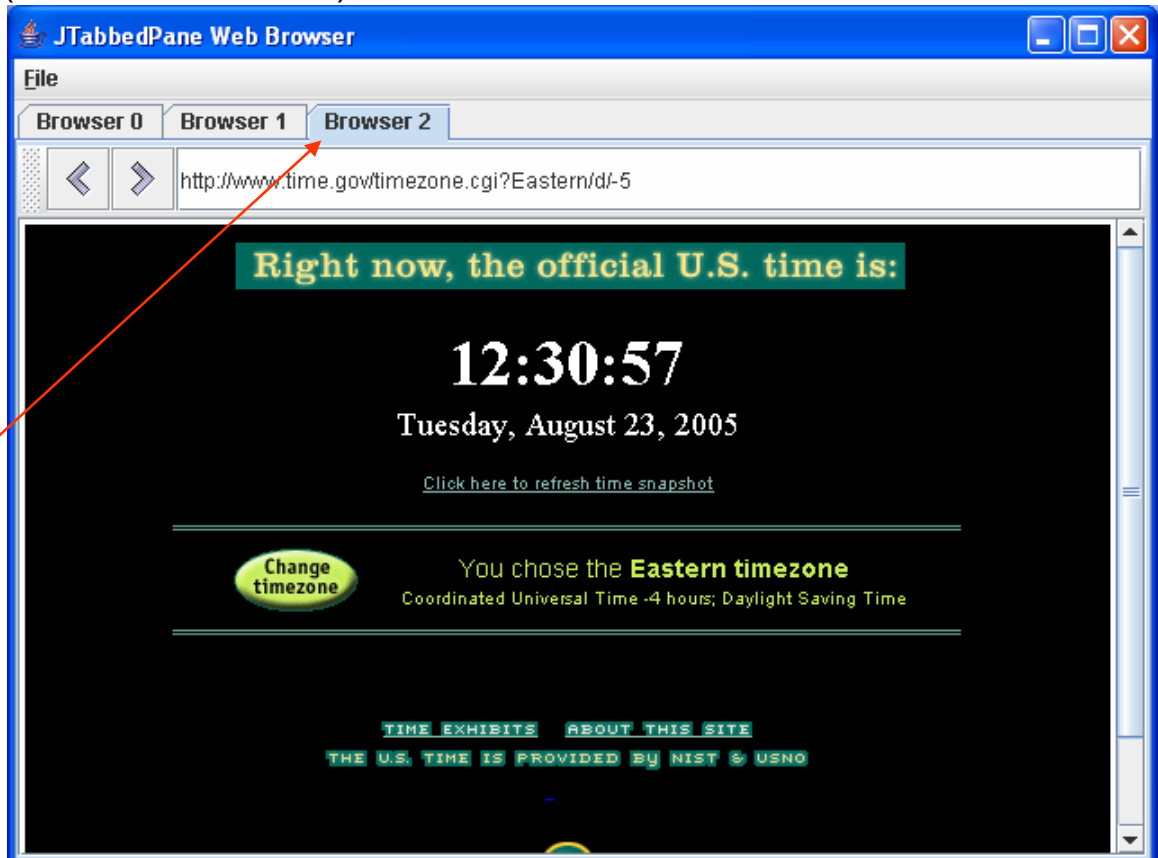 JTabbedPane Web Browser
File
Browser 0 Browser 1 Browser 2
http://www.time.gov/timezone.cgi?Eastern/d/-5
Right now, the official U.S. time is:
12:30:57
Tuesday, August 23, 2005
Click here to refresh time snapshot
Change
timezone
You chose the Eastern timezone
Coordinated Universal Time -4 hours; Daylight Saving Time
TIME EXHIBITS ABOUT THIS SITE
THE U.S. TIME IS PROVIDED BY NIST & USNO